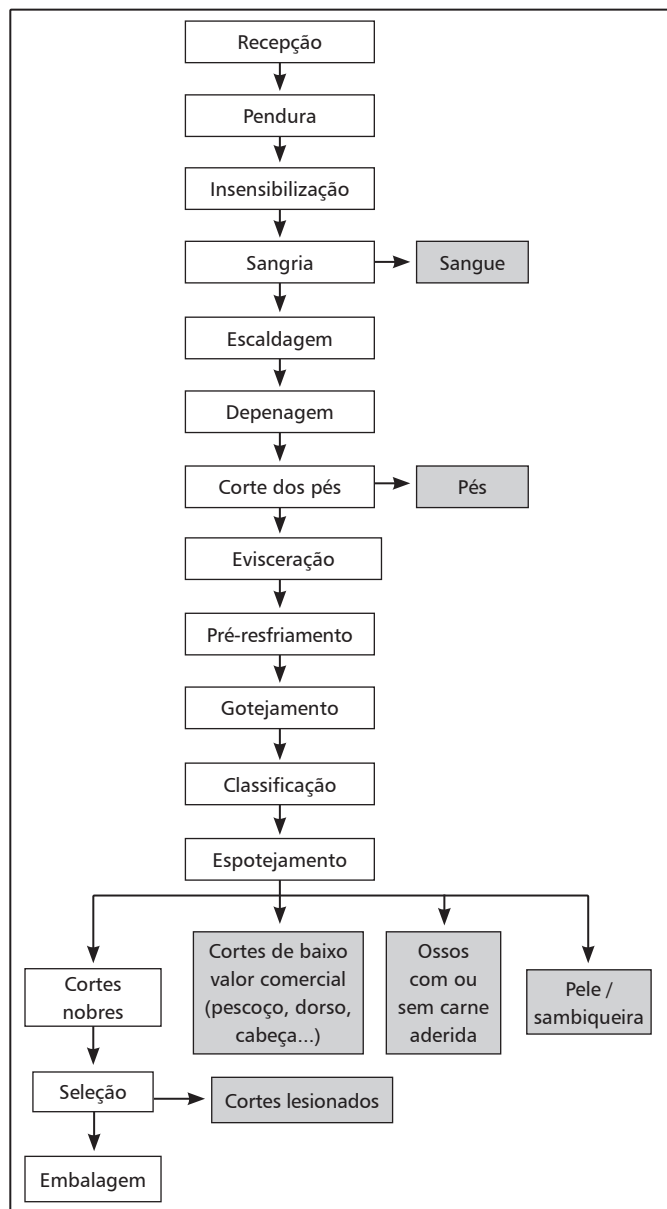 Recepção
Pendura
Insensibilização
Sangria
Sangue
Escaldagem
Depenagem
Corte dos pés
Pés
Evisceração
Pré-resfriamento
Gotejamento
Classificação
Espotejamento
Cortes
nobres
Cortes de baixo
valor comercial
(pescoço, dorso,
cabeça...)
Ossos
com ou
sem carne
aderida
Pele /
sambiqueira
Seleção
Cortes lesionados
Embalagem